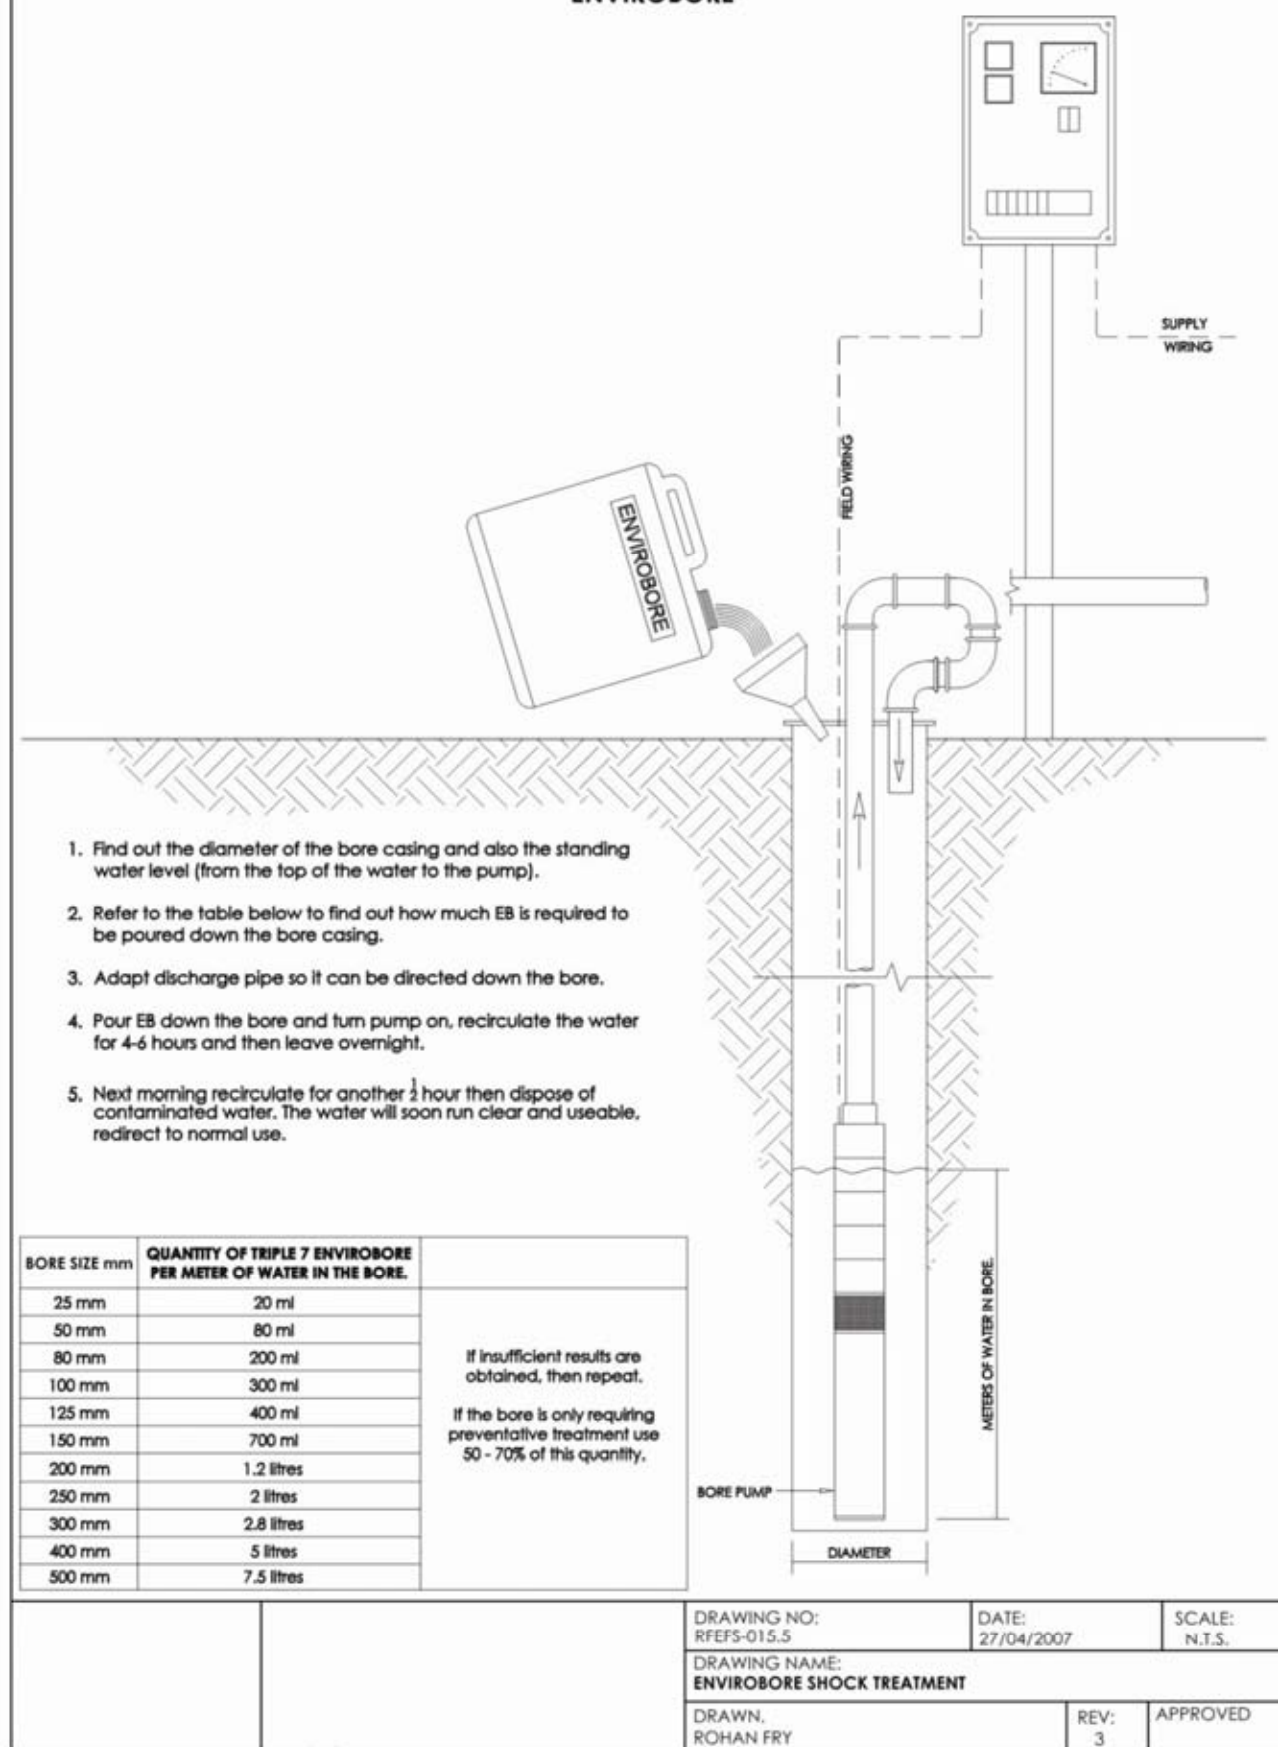 ENVIROBORE
SUPPLY
WIRING
FIELD WIRING
ENVIROBORE
1. Find out the diameter of the bore casing and also the standing
water level (from the top of the water to the pump).
2. Refer to the table below to find out how much EB is required to
be poured down the bore casing.
3. Adapt discharge pipe so it can be directed down the bore.
4. Pour EB down the bore and turn pump on, recirculate the water
for 4-6 hours and then leave overnight.
5. Next morning recirculate for another 1/2 hour then dispose of
contaminated water. The water will soon run clear and useable,
redirect to normal use.
BORE SIZE mm QUANTITY OF TRIPLE 7 ENVIROBORE
PER METER OF WATER IN THE BORE.
25 mm 20 ml
50 mm 80 ml
80 mm 200 ml
100 mm 300 ml
125 mm 400 ml
150 mm 700 ml
200 mm 1.2 litres
250 mm 2 litres
300 mm 2.8 litres
400 mm 5 litres
500 mm 7.5 litres
If insufficient results are
obtained, then repeat.
If the bore is only requiring
preventative treatment use
50 - 70% of this quantity.
METERS OF WATER IN BORE.
BORE PUMP
DIAMETER
DRAWING NO:
RFEFS-015.5
DATE:
27/04/2007
SCALE:
N.T.S.
DRAWING NAME:
ENVIROBORE SHOCK TREATMENT
DRAWN.
ROHAN FRY
REV:
3
APPROVED